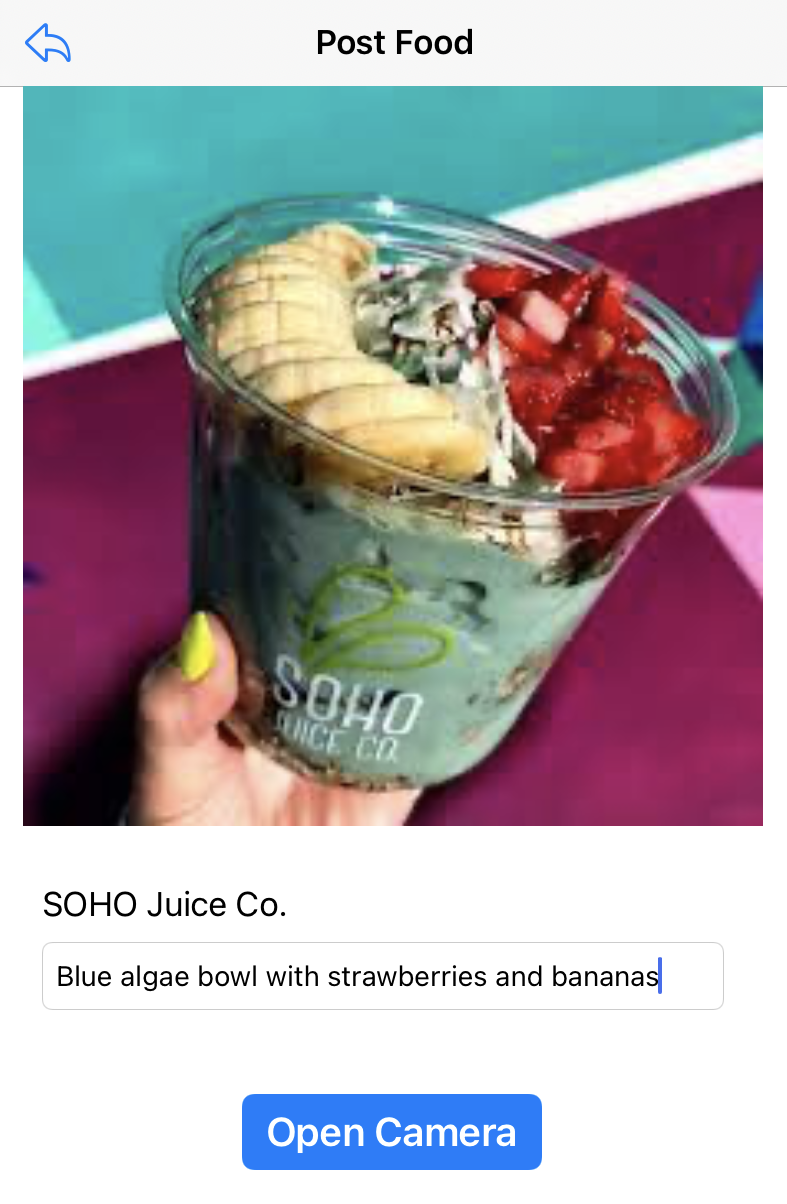 Post Food
SOHO
JUICE CO.
SOHO Juice Co.
Blue algae bowl with strawberries and bananas
Open Camera